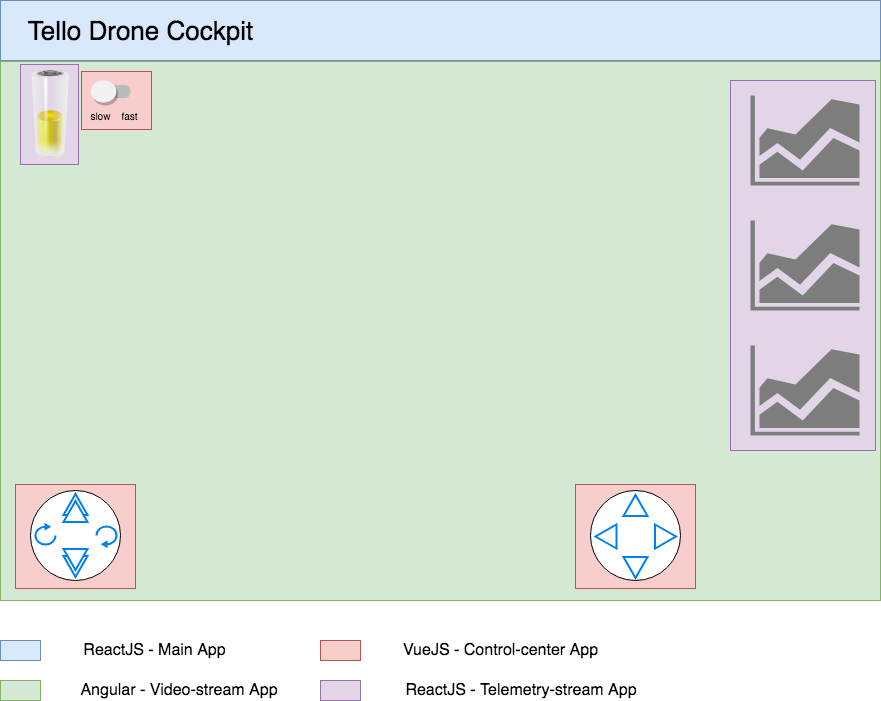 Tello Drone Cockpit
slow fast
ReactJS - Main App
VueJS - Control-center App
Angular - Video-stream App
ReactJS - Telemetry-stream App